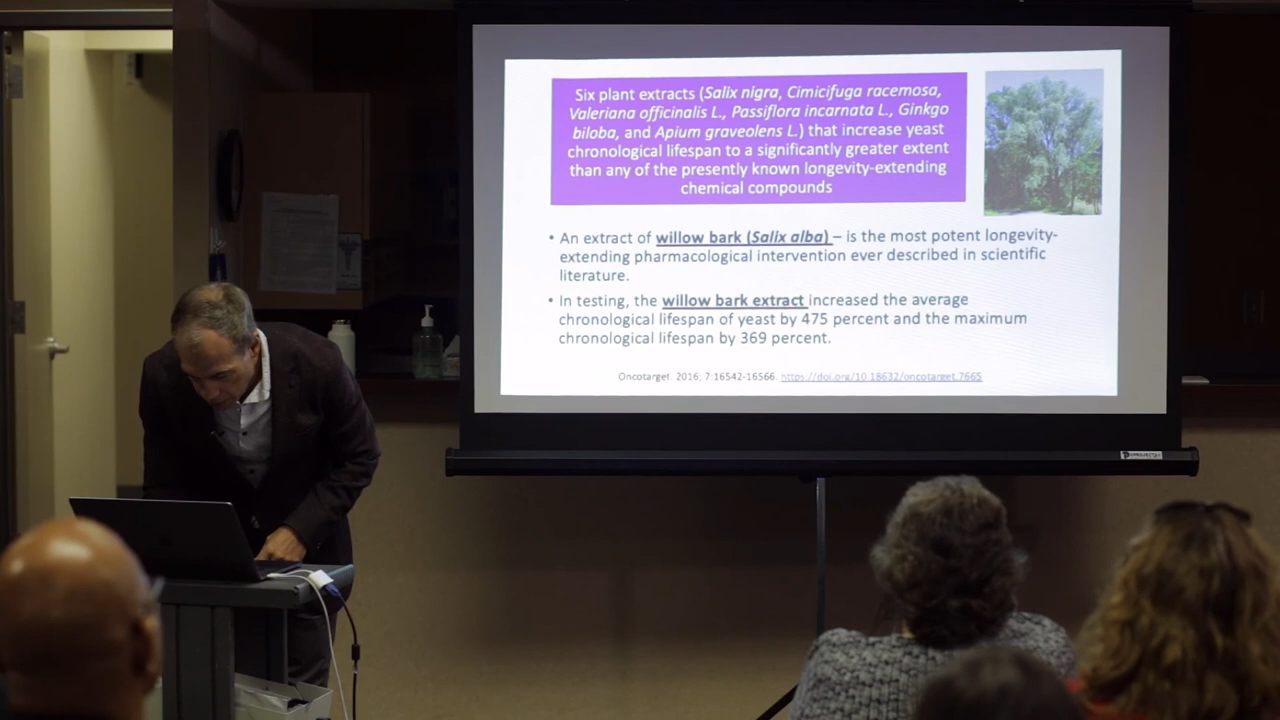 Six plant extracts (Salix nigra, Cimicifuga racemosa,
Valeriana officinalis L., Passiflora incarnata L., Ginkgo
biloba, and Apium graveolens L.) that increase yeast
chronological lifespan to a significantly greater extent
than any of the presently known longevity-extending
chemical compounds
• An extract of willow bark (Salix alba) – is the most potent longevity-
extending pharmacological intervention ever described in scientific
literature.
• In testing, the willow bark extract increased the average
chronological lifespan of yeast by 475 percent and the maximum
chronological lifespan by 369 percent.
Oncotarget. 2016; 7:16542-16566. https://doi.org/10.18632/oncotarget.7665